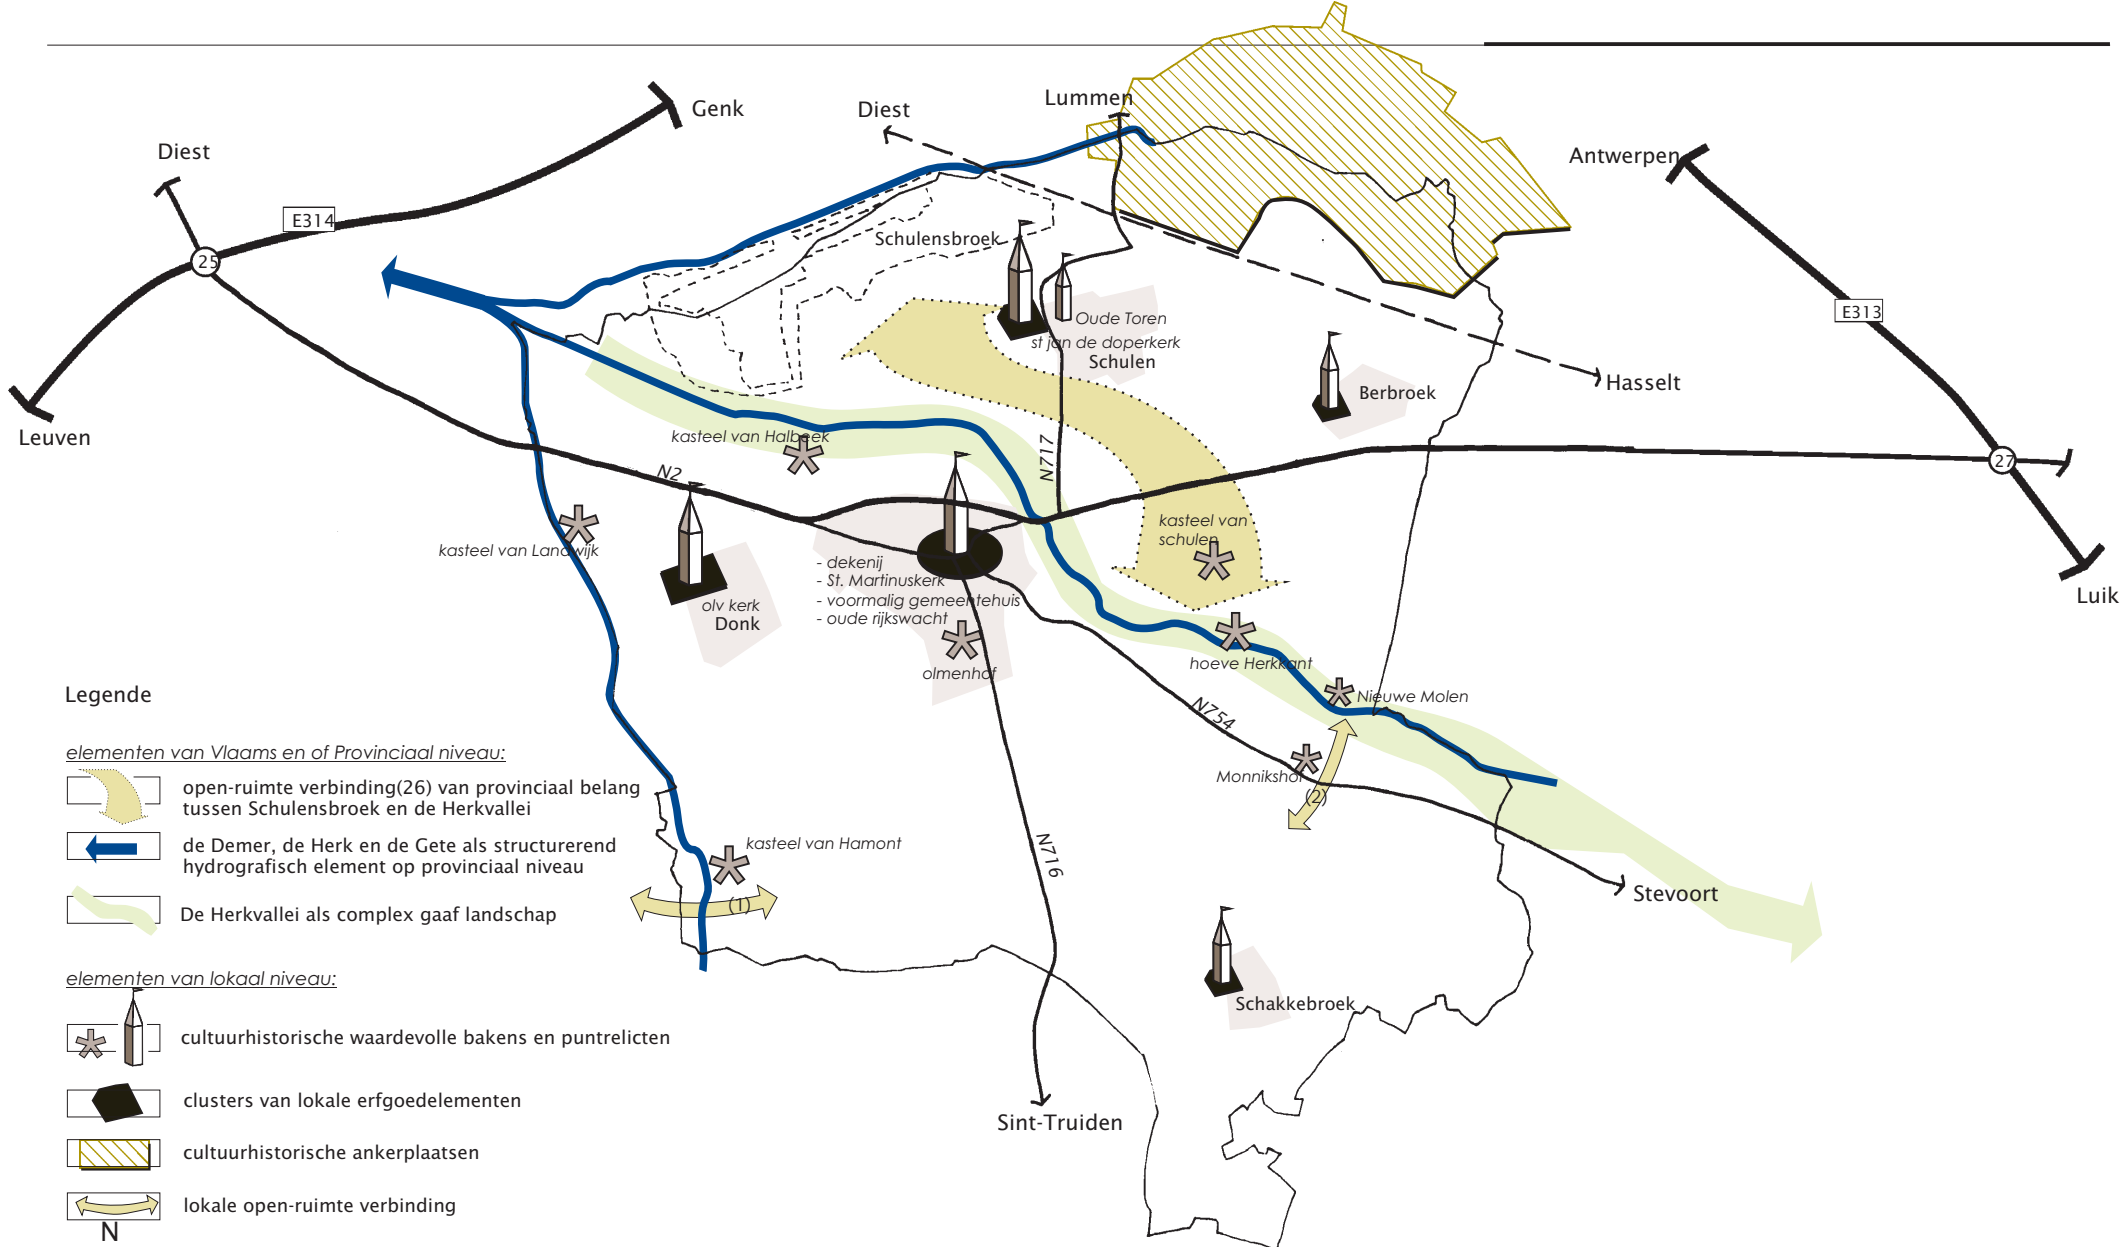 Genk
Diest
Lummen
Diest
Antwerpen
E314
25
Schulensbroek
E313
Oude Toren
st jan de doperkerk
Schulen
Hasselt
Berbroek
Leuven
kasteel van Halbeek
N717
N2
27
kasteel van
schulen
kasteel van Landwijk
- dekenij
- St. Martinuskerk
- voormalig gemeentehuis
- oude rijkswacht
olv kerk
Donk
Luik
olmenhof
hoeve Herkkant
Nieuwe Molen
N754
Monnikshof
(2)
kasteel van Hamont
N716
(1)
Stevoort
Schakkebroek
Sint-Truiden
Legende
elementen van Vlaams en of Provinciaal niveau:
open-ruimte verbinding(26) van provinciaal belang
tussen Schulensbroek en de Herkvallei
de Demer, de Herk en de Gete als structurerend
hydrografisch element op provinciaal niveau
De Herkvallei als complex gaaf landschap
elementen van lokaal niveau:
cultuurhistorische waardevolle bakens en puntrelicten
clusters van lokale erfgoedelementen
cultuurhistorische ankerplaatsen
lokale open-ruimte verbinding
N